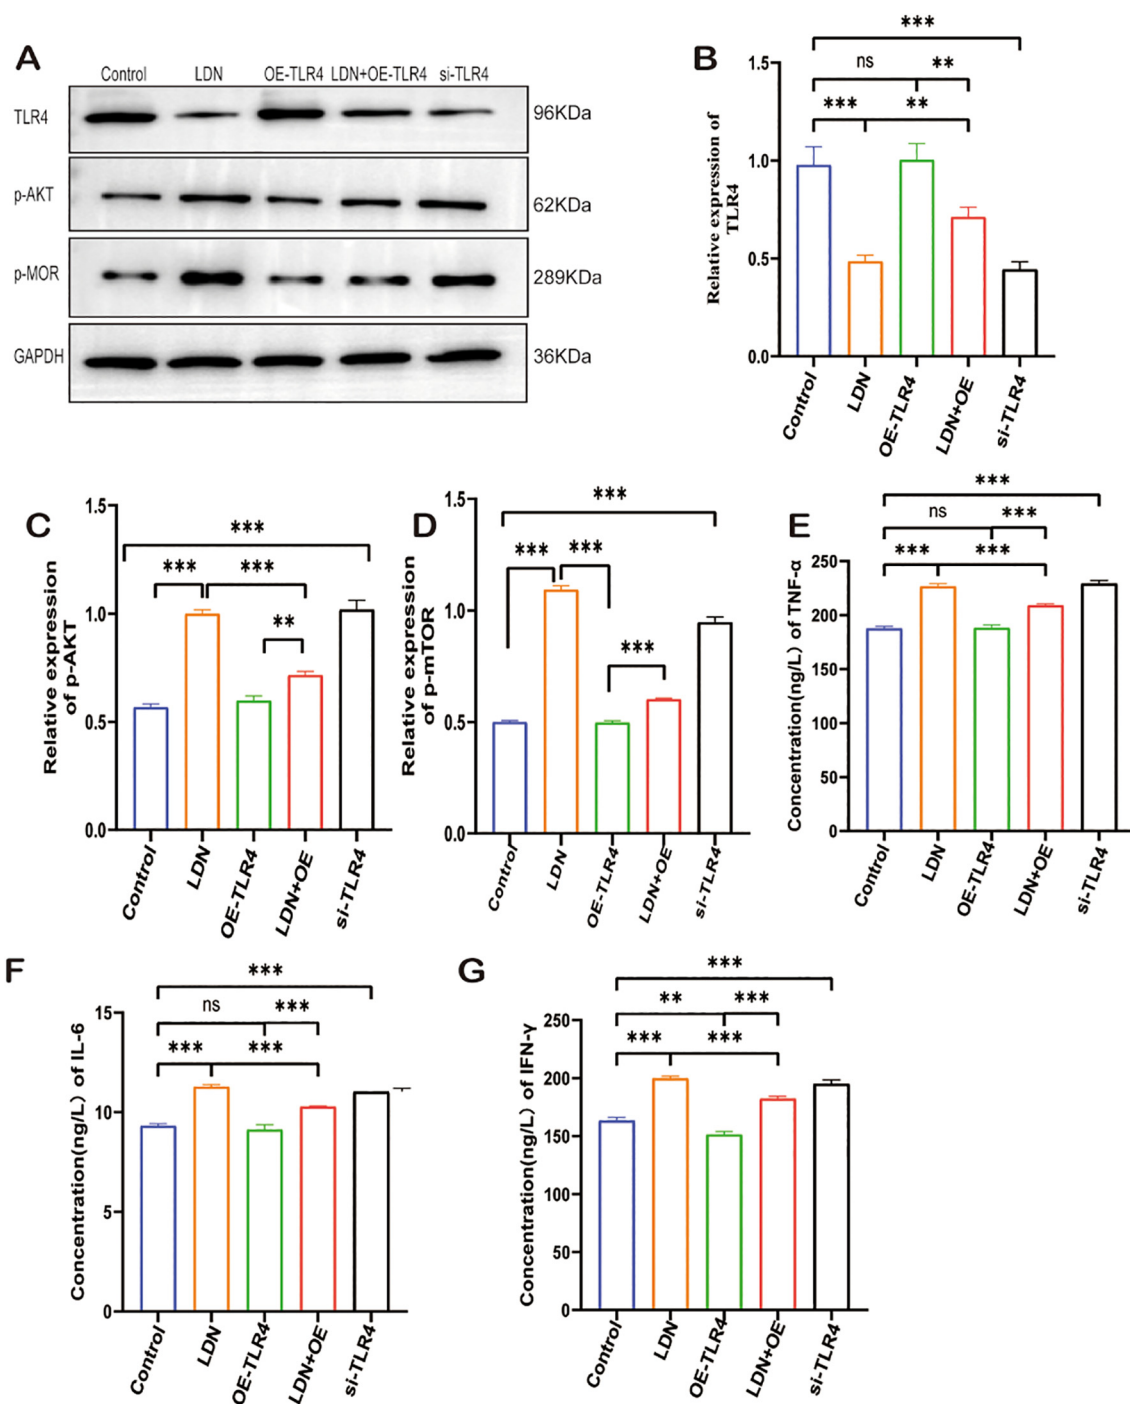 A
Control LDN OE-TLR4 LDN+OE-TLR4 si-TLR4
TLR4 96KDa
p-AKT 62KDa
p-MOR 289KDa
GAPDH 36KDa
B
***
ns **
*** **
Relative expression of
TLR4
1.5
1.0
0.5
0.0
Control LDN OE-TLR4 LDN+OE si-TLR4
C
***
*** ***
**
Relative expression
of p-AKT
1.5
1.0
0.5
0.0
Control LDN OE-TLR4 LDN+OE si-TLR4
D
***
*** ***
***
Relative expression
of p-mTOR
1.5
1.0
0.5
0.0
Control LDN OE-TLR4 LDN+OE si-TLR4
E
***
ns ***
*** ***
Concentration(ng/L) of TNF-α
250
200
150
100
50
0
Control LDN OE-TLR4 LDN+OE si-TLR4
F
***
ns ***
*** ***
Concentration(ng/L) of IL-6
15
10
5
0
Control LDN OE-TLR4 LDN+OE si-TLR4
G
***
** ***
*** ***
Concentration(ng/L) of IFN-γ
250
200
150
100
50
0
Control LDN OE-TLR4 LDN+OE si-TLR4